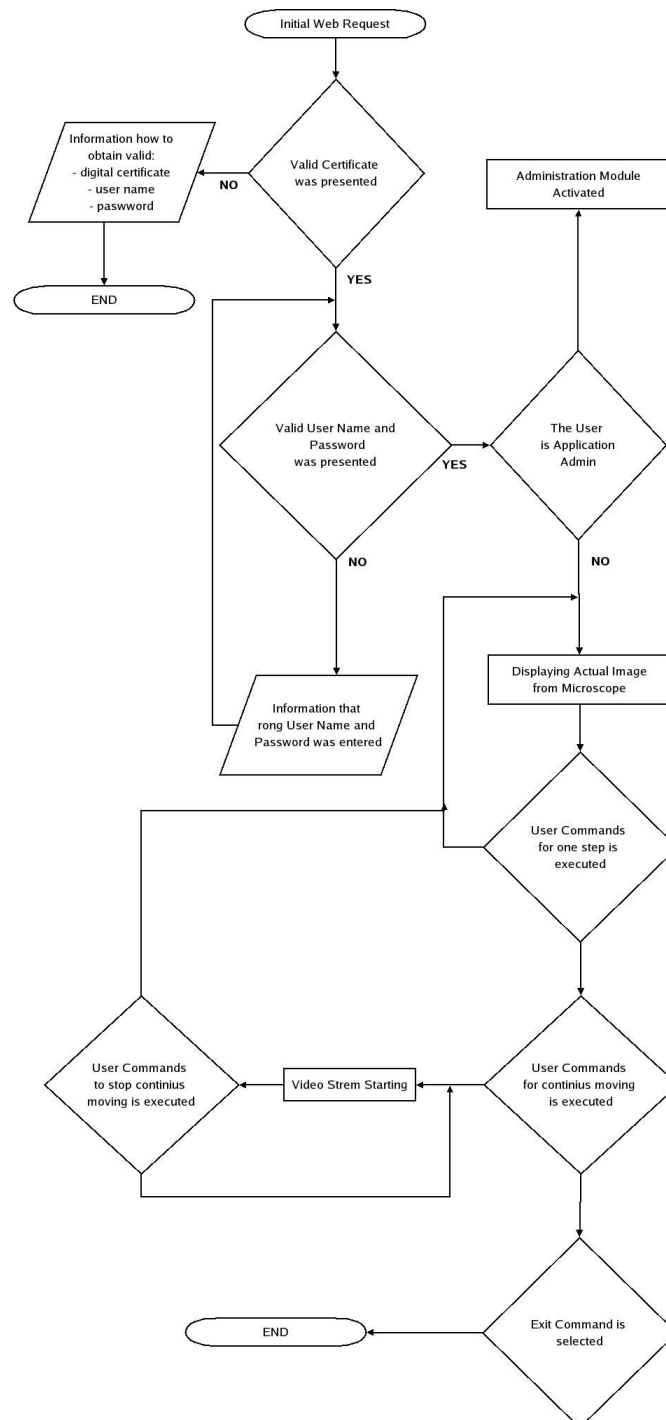 Initial Web Request
Valid Certificate
was presented
NO
Information how to
obtain valid:
- digital certificate
- user name
- paswword
END
YES
Administration Module
Activated
Valid User Name and
Password
was presented
YES
The User
is Application
Admin
NO
NO
Information that
rong User Name and
Password was entered
Displaying Actual Image
from Microscope
User Commands
for one step is
executed
User Commands
for continius moving
is executed
Video Strem Starting
User Commands
to stop continius
moving is executed
Exit Command is
selected
END